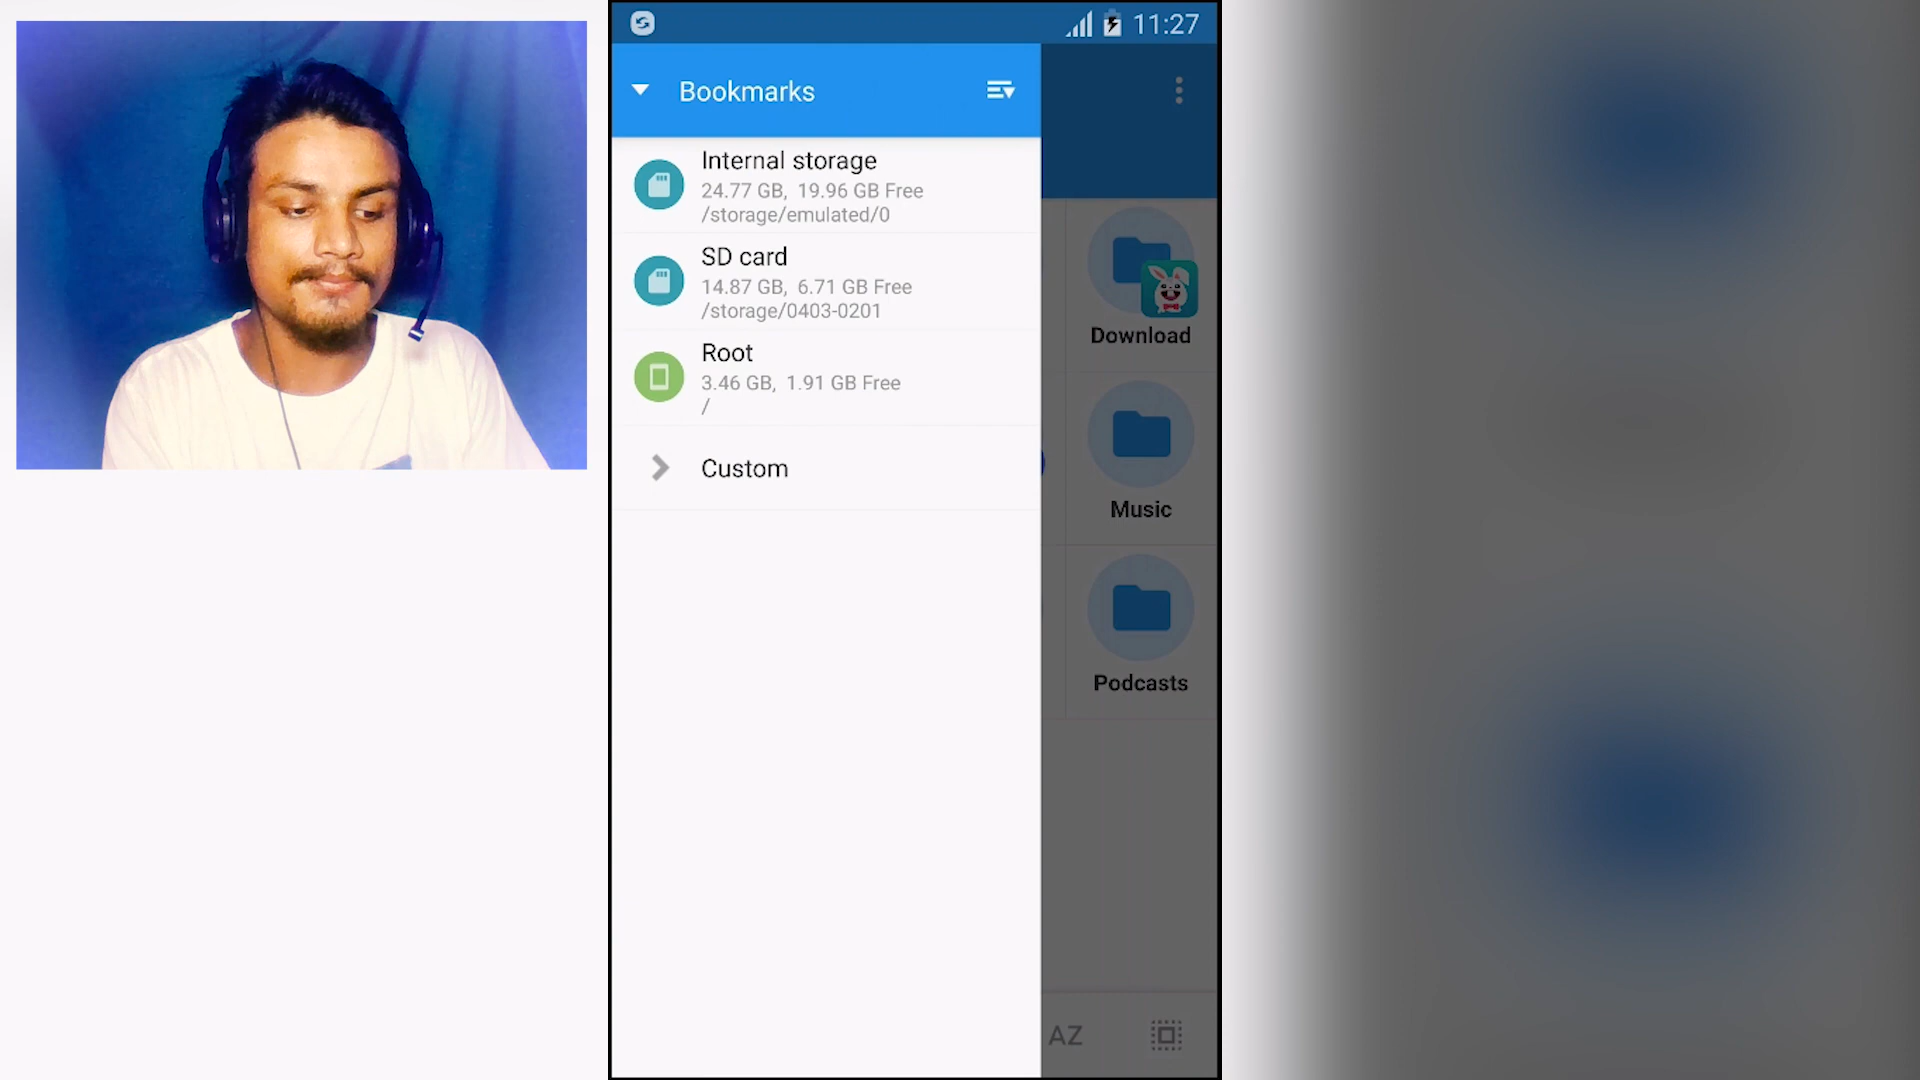 11:27
Bookmarks
Internal storage
24.77 GB, 19.96 GB Free
/storage/emulated/0
SD card
14.87 GB, 6.71 GB Free
/storage/0403-0201
Root
3.46 GB, 1.91 GB Free
/
Custom
Download
Music
Podcasts
AZ